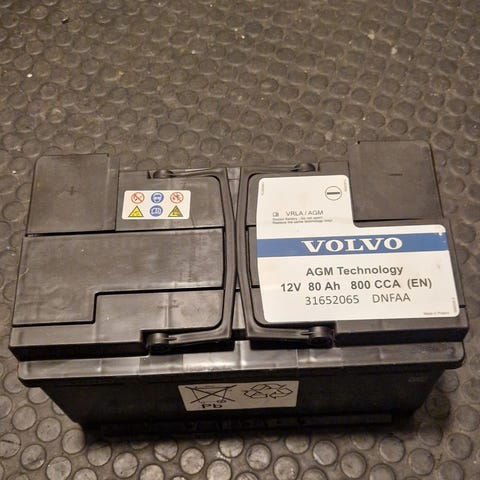 VRLA / AGM
VOLVO
AGM Technology
12V 80 Ah 800 CCA (EN)
31652065 DNFAA
Pb